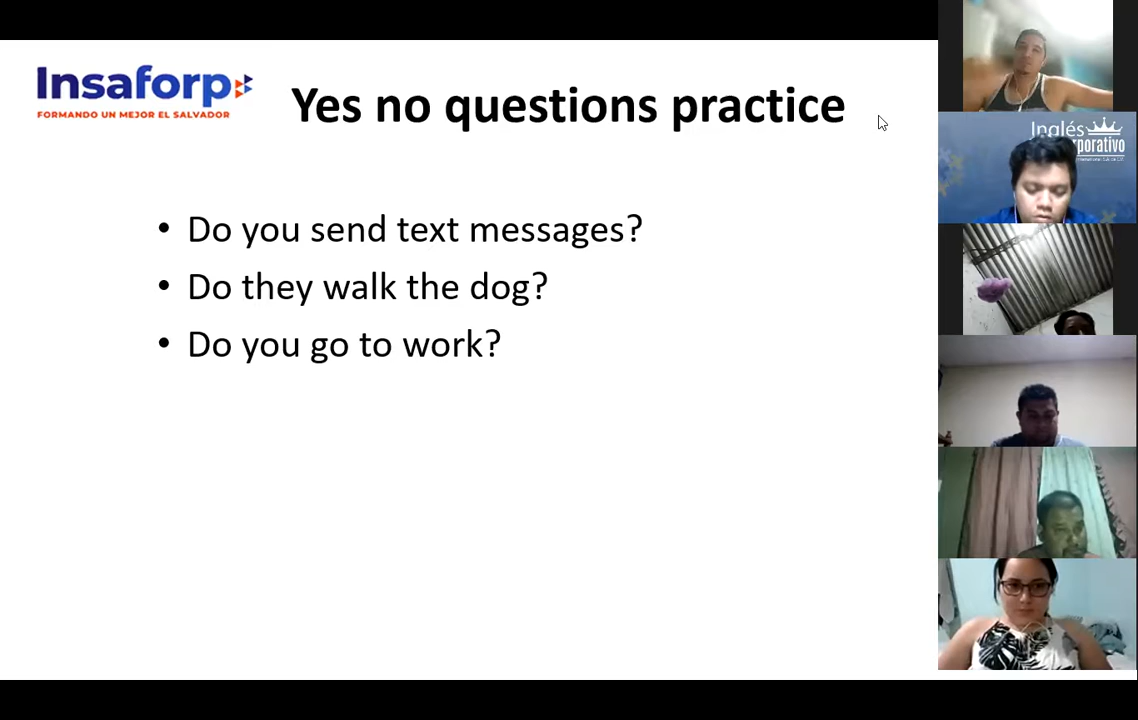 Insaforp
FORMANDO UN MEJOR EL SALVADOR
Yes no questions practice
• Do you send text messages?
• Do they walk the dog?
• Do you go to work?
Inglés